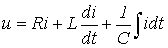 u = Ri + L di/dt + 1/C ∫idt